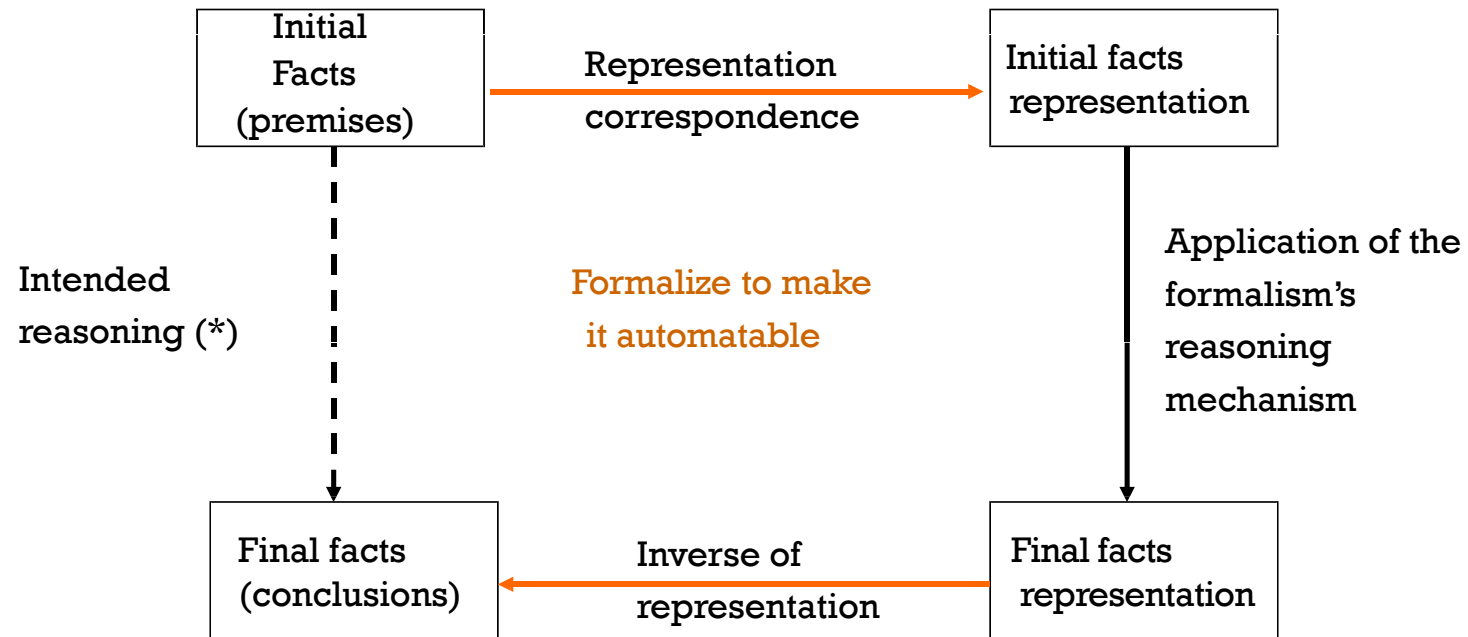 Initial
Facts
(premises)
Representation
correspondence
Initial facts
representation
Intended
reasoning (*)
Formalize to make
it automatable
Application of the
formalism’s
reasoning
mechanism
Final facts
(conclusions)
Inverse of
representation
Final facts
representation